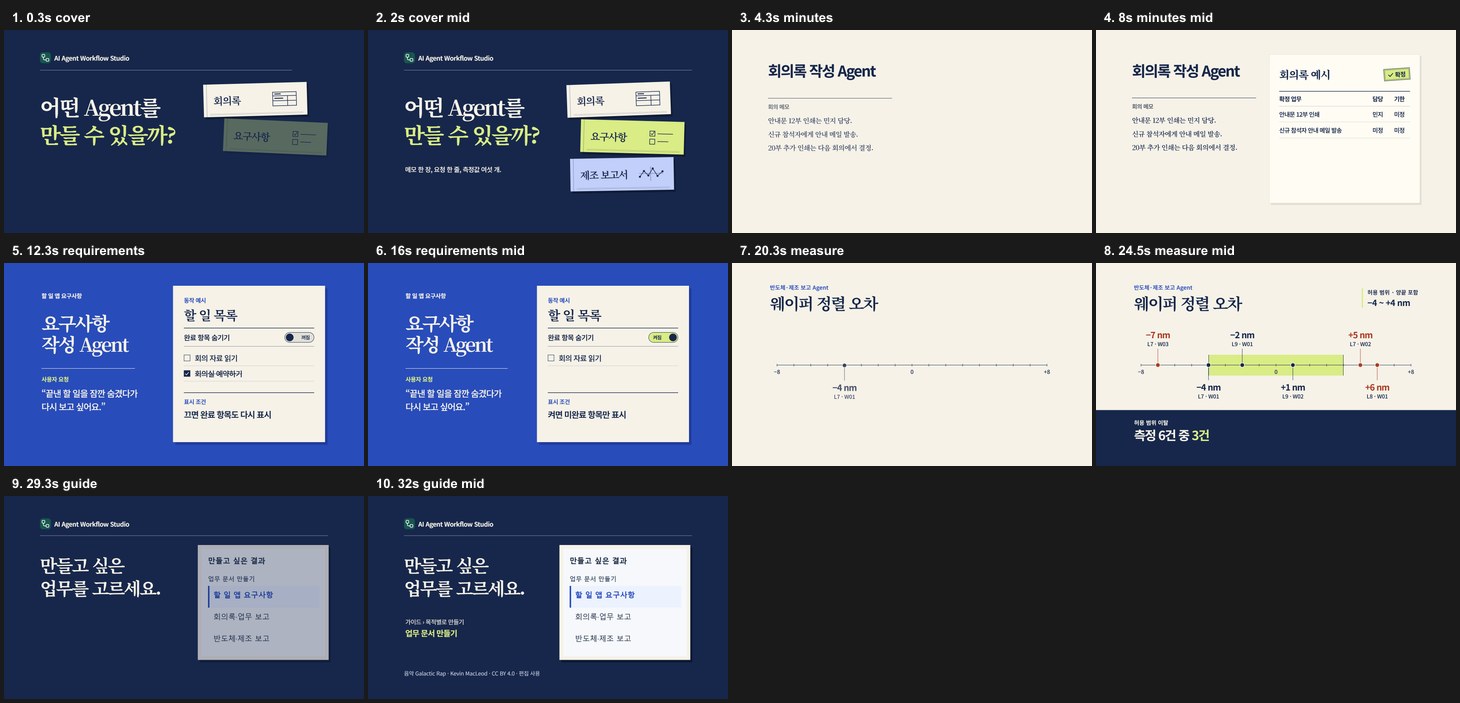 1. 0.3s cover
AI Agent Workflow Studio
어떤 Agent를
만들 수 있을까?
회의록
요구사항
2. 2s cover mid
AI Agent Workflow Studio
어떤 Agent를
만들 수 있을까?
메모 한 장, 요청 한 줄, 측정값 여섯 개.
회의록
요구사항
제조 보고서
3. 4.3s minutes
회의록 작성 Agent
회의 메모
안내문 12부 인쇄는 민지 담당.
신규 참석자에게 안내 메일 발송.
20부 추가 인쇄는 다음 회의에서 결정.
4. 8s minutes mid
회의록 작성 Agent
회의 메모
안내문 12부 인쇄는 민지 담당.
신규 참석자에게 안내 메일 발송.
20부 추가 인쇄는 다음 회의에서 결정.
회의록 예시
✓ 확정
확정 업무 담당 기한
안내문 12부 인쇄 민지 미정
신규 참석자 안내 메일 발송 미정 미정
5. 12.3s requirements
할 일 앱 요구사항
요구사항
작성 Agent
사용자 요청
“끝낸 할 일을 잠깐 숨겼다가
다시 보고 싶어요.”
동작 예시
할 일 목록
완료 항목 숨기기 꺼짐
회의 자료 읽기
회의실 예약하기
표시 조건
끄면 완료 항목도 다시 표시
6. 16s requirements mid
할 일 앱 요구사항
요구사항
작성 Agent
사용자 요청
“끝낸 할 일을 잠깐 숨겼다가
다시 보고 싶어요.”
동작 예시
할 일 목록
완료 항목 숨기기 켜짐
회의 자료 읽기
표시 조건
켜면 미완료 항목만 표시
7. 20.3s measure
반도체·제조 보고 Agent
웨이퍼 정렬 오차
−8 0 +8
−4 nm
L7 · W01
8. 24.5s measure mid
반도체·제조 보고 Agent
웨이퍼 정렬 오차
허용 범위 · 양끝 포함
−4 ~ +4 nm
−7 nm −2 nm +5 nm
L7 · W03 L9 · W01 L7 · W02
−8 0 +8
−4 nm +1 nm +6 nm
L7 · W01 L9 · W02 L8 · W01
허용 범위 이탈
측정 6건 중 3건
9. 29.3s guide
AI Agent Workflow Studio
만들고 싶은
업무를 고르세요.
만들고 싶은 결과
업무 문서 만들기
할 일 앱 요구사항
회의록·업무 보고
반도체·제조 보고
10. 32s guide mid
AI Agent Workflow Studio
만들고 싶은
업무를 고르세요.
가이드 › 목적별로 만들기
업무 문서 만들기
만들고 싶은 결과
업무 문서 만들기
할 일 앱 요구사항
회의록·업무 보고
반도체·제조 보고
음악 Galactic Rap · Kevin MacLeod · CC BY 4.0 · 편집 사용